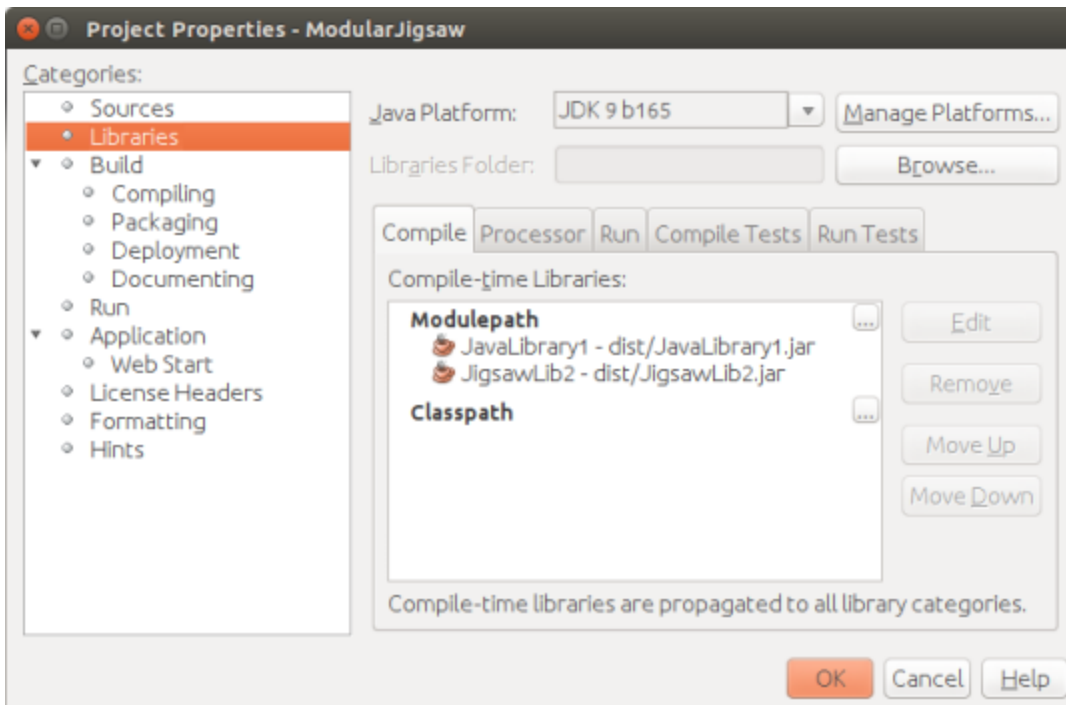 Project Properties - ModularJigsaw
Categories:
Sources
Libraries
Build
Compiling
Packaging
Deployment
Documenting
Run
Application
Web Start
License Headers
Formatting
Hints
Java Platform:
JDK 9 b165
Manage Platforms...
Libraries Folder:
Browse...
Compile
Processor
Run
Compile Tests
Run Tests
Compile-time Libraries:
Modulepath
...
JavaLibrary1 - dist/JavaLibrary1.jar
JigsawLib2 - dist/JigsawLib2.jar
Classpath
...
Edit
Remove
Move Up
Move Down
Compile-time libraries are propagated to all library categories.
OK
Cancel
Help